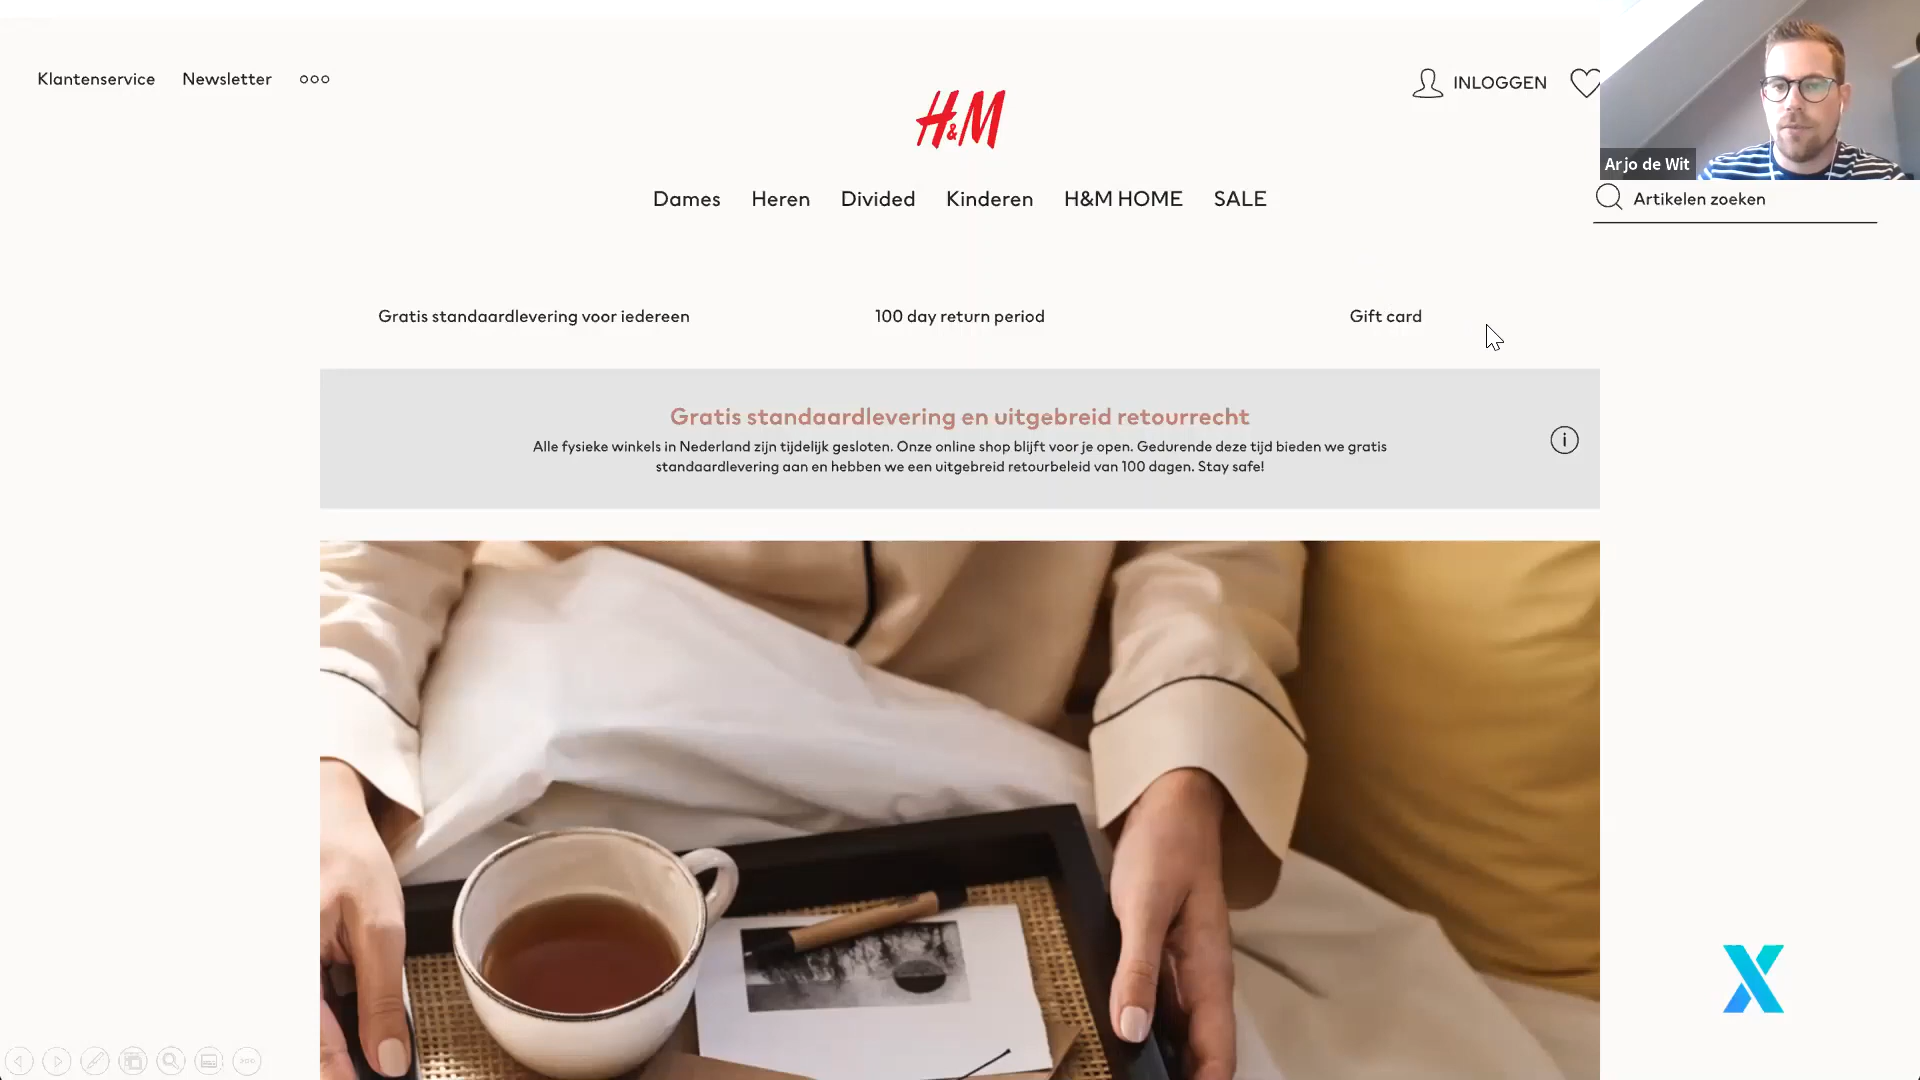 Klantenservice
Newsletter
H&M
INLOGGEN
Arjo de Wit
Dames
Heren
Divided
Kinderen
H&M HOME
SALE
Artikelen zoeken
Gratis standaardlevering voor iedereen
100 day return period
Gift card
Gratis standaardlevering en uitgebreid retourrecht
Alle fysieke winkels in Nederland zijn tijdelijk gesloten. Onze online shop blijft voor je open. Gedurende deze tijd bieden we gratis
standaardlevering aan en hebben we een uitgebreid retourbeleid van 100 dagen. Stay safe!